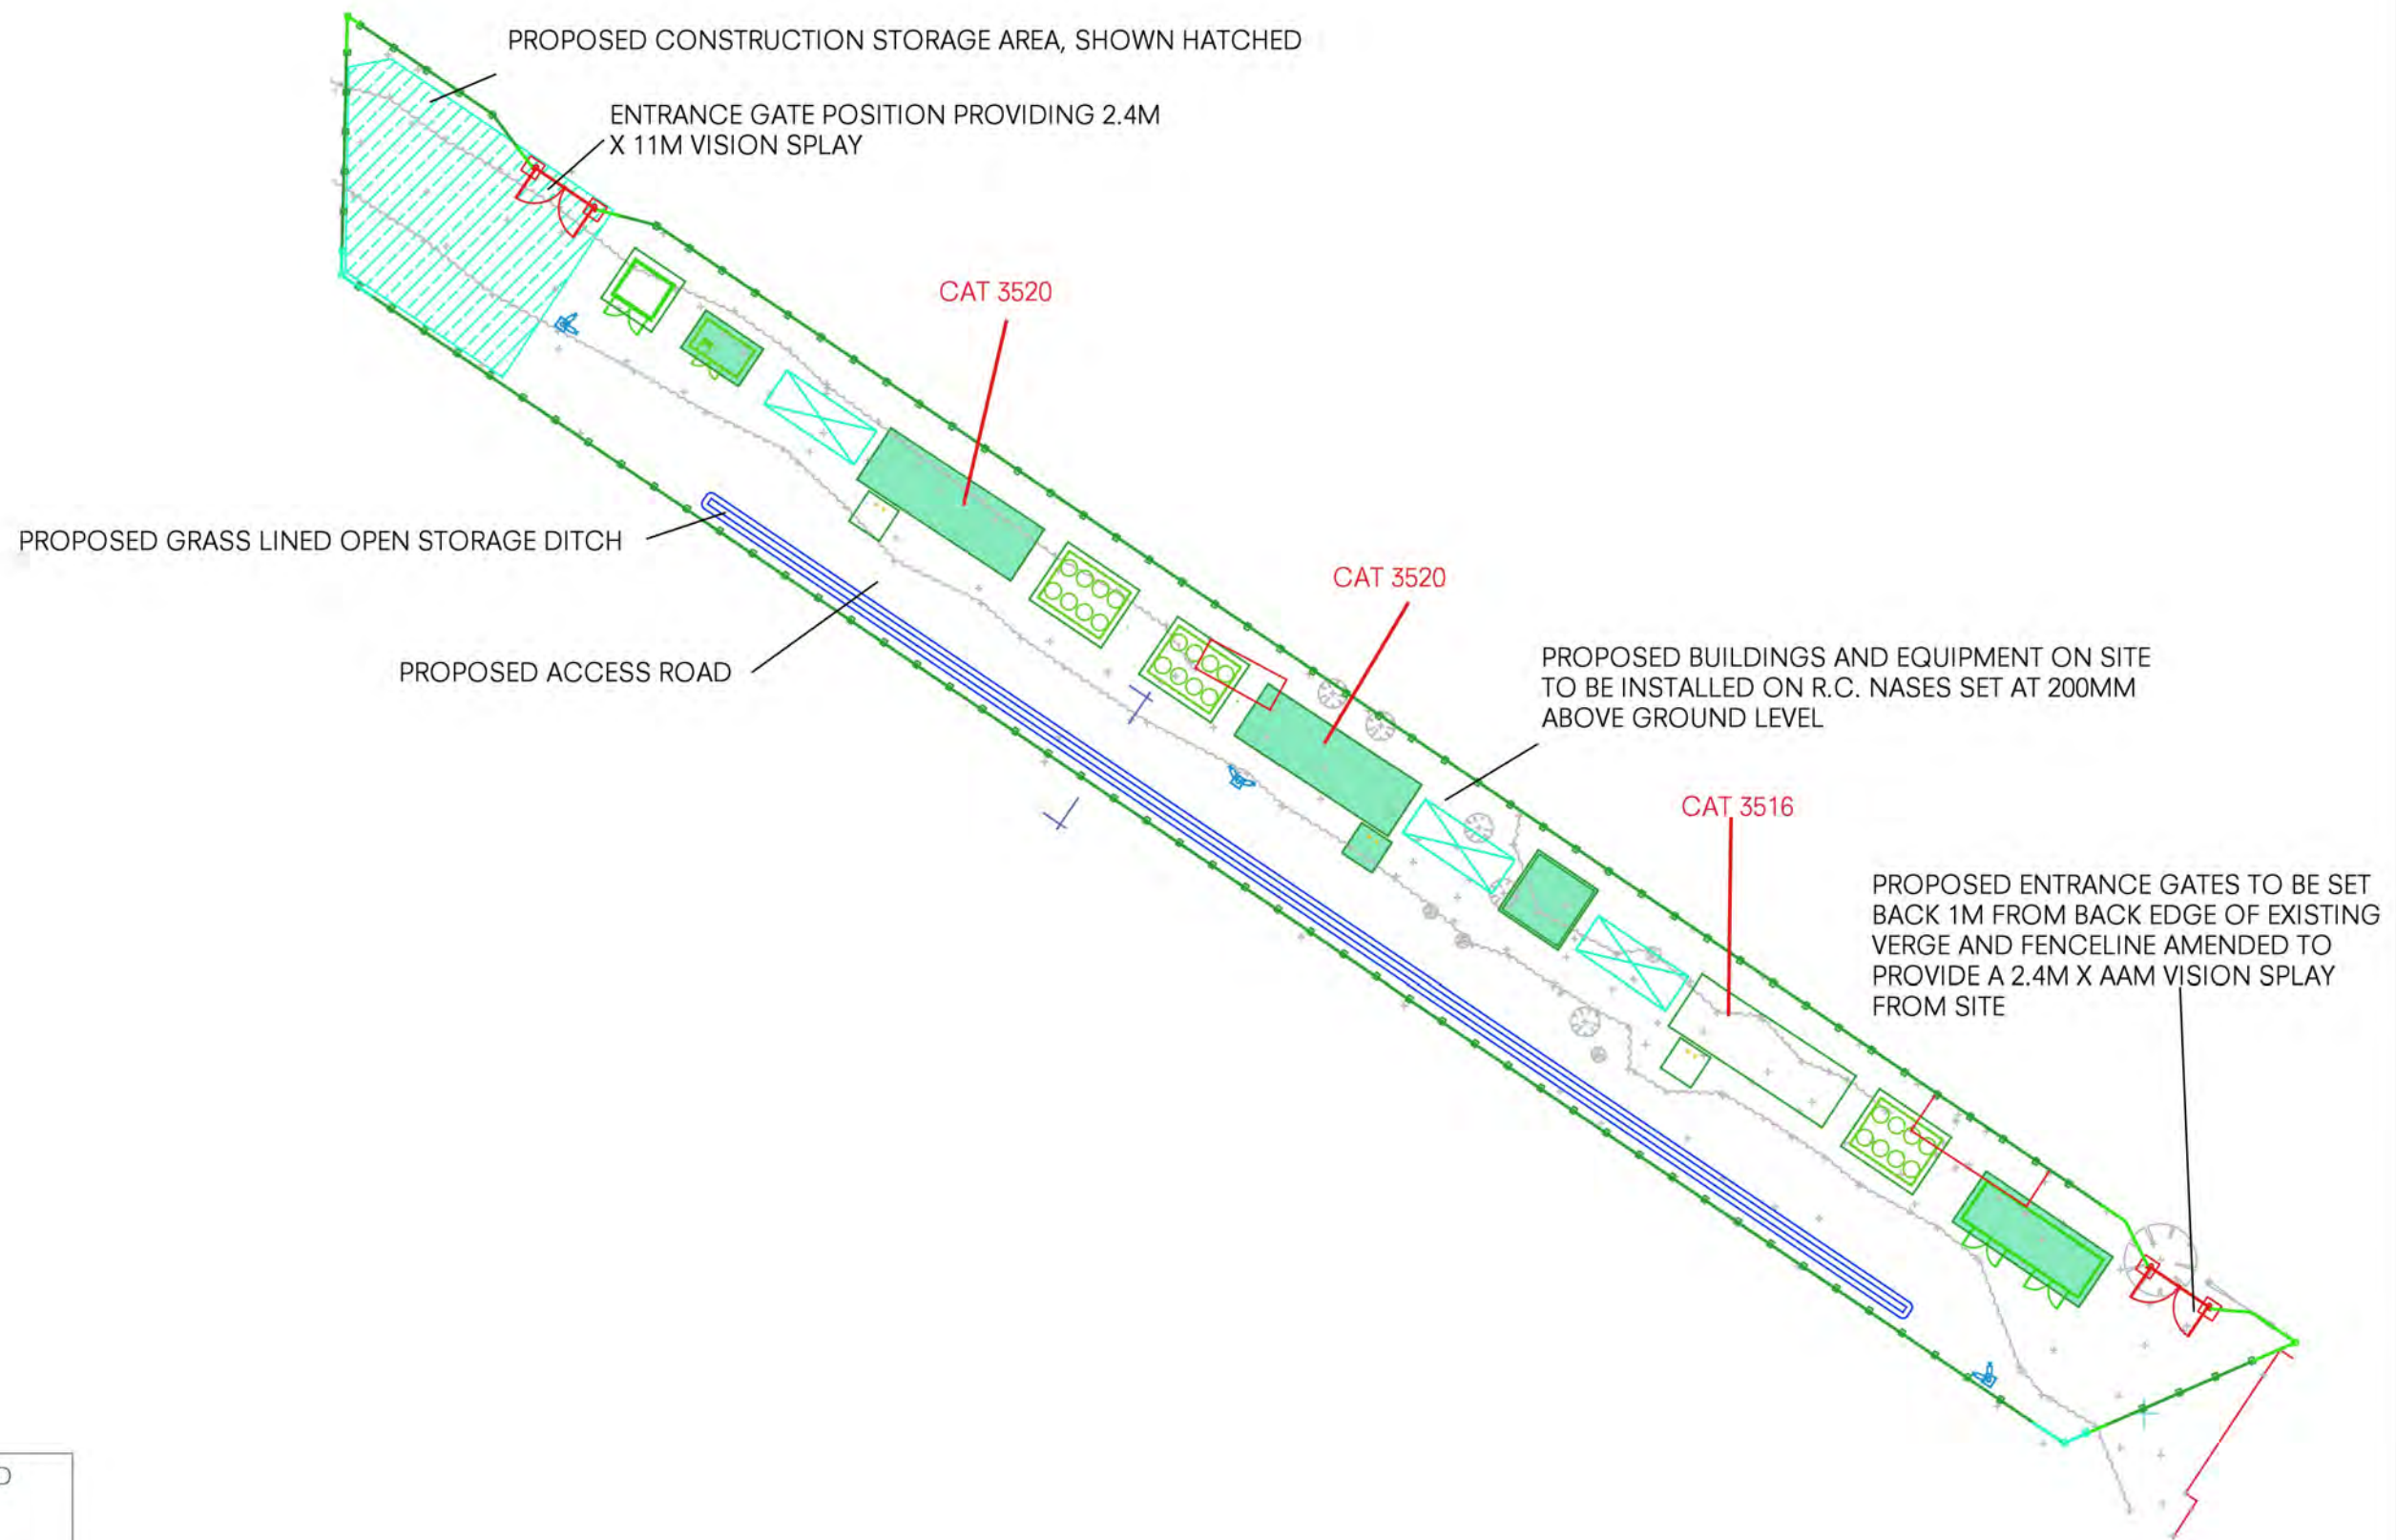 PROPOSED CONSTRUCTION STORAGE AREA, SHOWN HATCHED
ENTRANCE GATE POSITION PROVIDING 2.4M
X 11M VISION SPLAY
CAT 3520
PROPOSED GRASS LINED OPEN STORAGE DITCH
CAT 3520
PROPOSED ACCESS ROAD
PROPOSED BUILDINGS AND EQUIPMENT ON SITE
TO BE INSTALLED ON R.C. NASES SET AT 200MM
ABOVE GROUND LEVEL
CAT 3516
PROPOSED ENTRANCE GATES TO BE SET
BACK 1M FROM BACK EDGE OF EXISTING
VERGE AND FENCELINE AMENDED TO
PROVIDE A 2.4M X AAM VISION SPLAY
FROM SITE